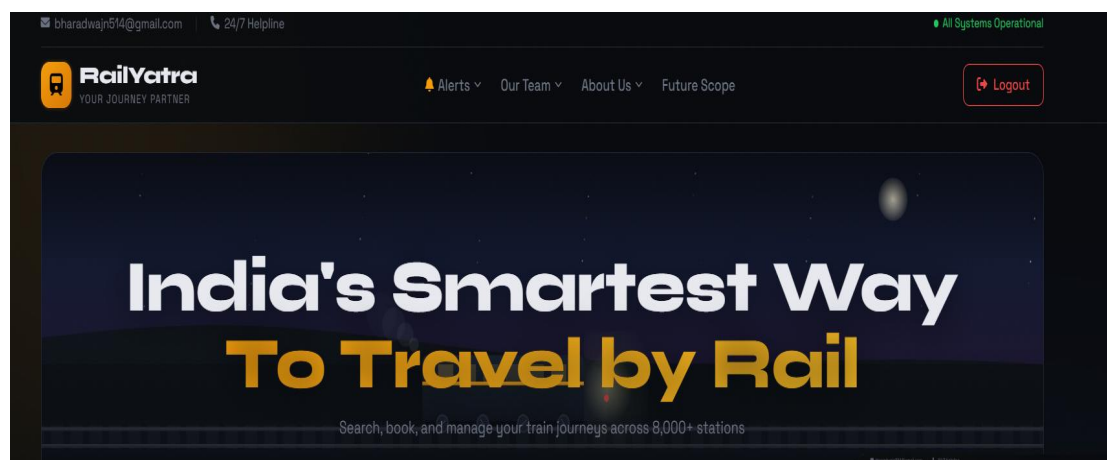 bharadwajn514@gmail.com 24/7 Helpline
All Systems Operational
RailYatra
YOUR JOURNEY PARTNER
Alerts Our Team About Us Future Scope
Logout
India's Smartest Way
To Travel by Rail
Search, book, and manage your train journeys across 8,000+ stations